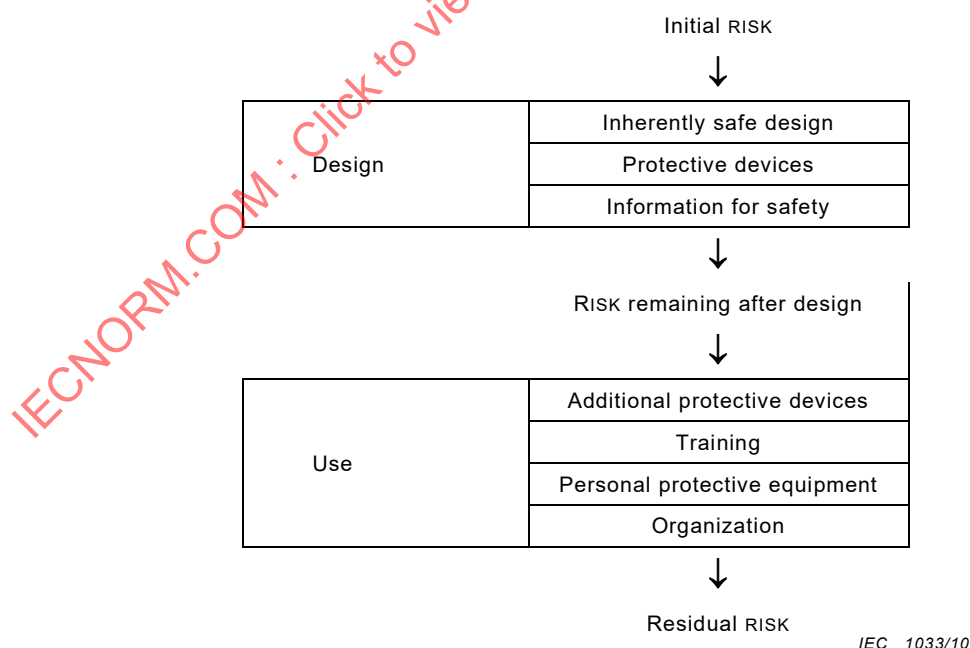 Initial RISK
↓
Inherently safe design
Design
Protective devices
Information for safety
↓
RISK remaining after design
↓
Additional protective devices
Training
Use
Personal protective equipment
Organization
↓
Residual RISK
IEC 1033/10
IECNORM.COM : Click to